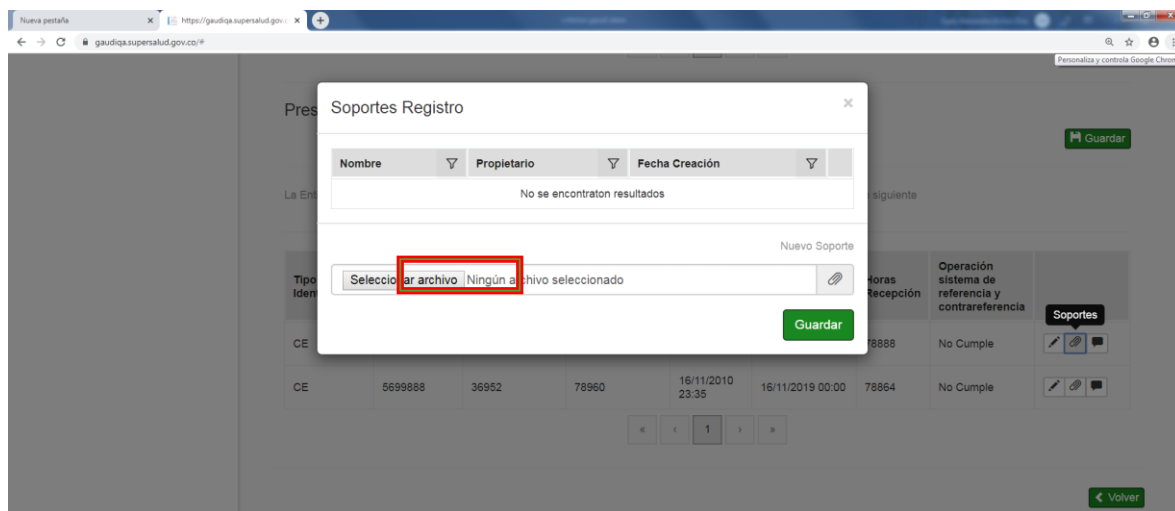 Nueva pestaña
https://gaudiqa.supersalud.gov.c
gaudiqa.supersalud.gov.co/#
Personaliza y controla Google Chrom
Pres
Soportes Registro
Guardar
Nombre Propietario Fecha Creación
No se encontraton resultados
La Ent
siguiente
Nuevo Soporte
Seleccionar archivo Ningún archivo seleccionado
Guardar
Tipo
Iden
Horas
Recepción
Operación
sistema de
referencia y
contrareferencia
Soportes
CE 78888 No Cumple
CE 5699888 36952 78960 16/11/2010 23:35 16/11/2019 00:00 78864 No Cumple
« ‹ 1 › »
Volver